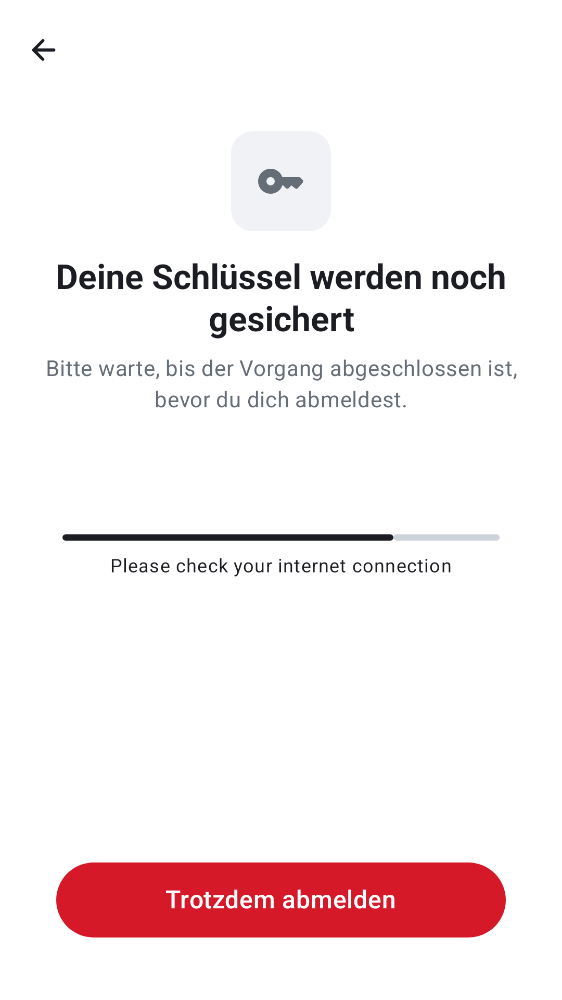 Deine Schlüssel werden noch
gesichert
Bitte warte, bis der Vorgang abgeschlossen ist,
bevor du dich abmeldest.
Please check your internet connection
Trotzdem abmelden